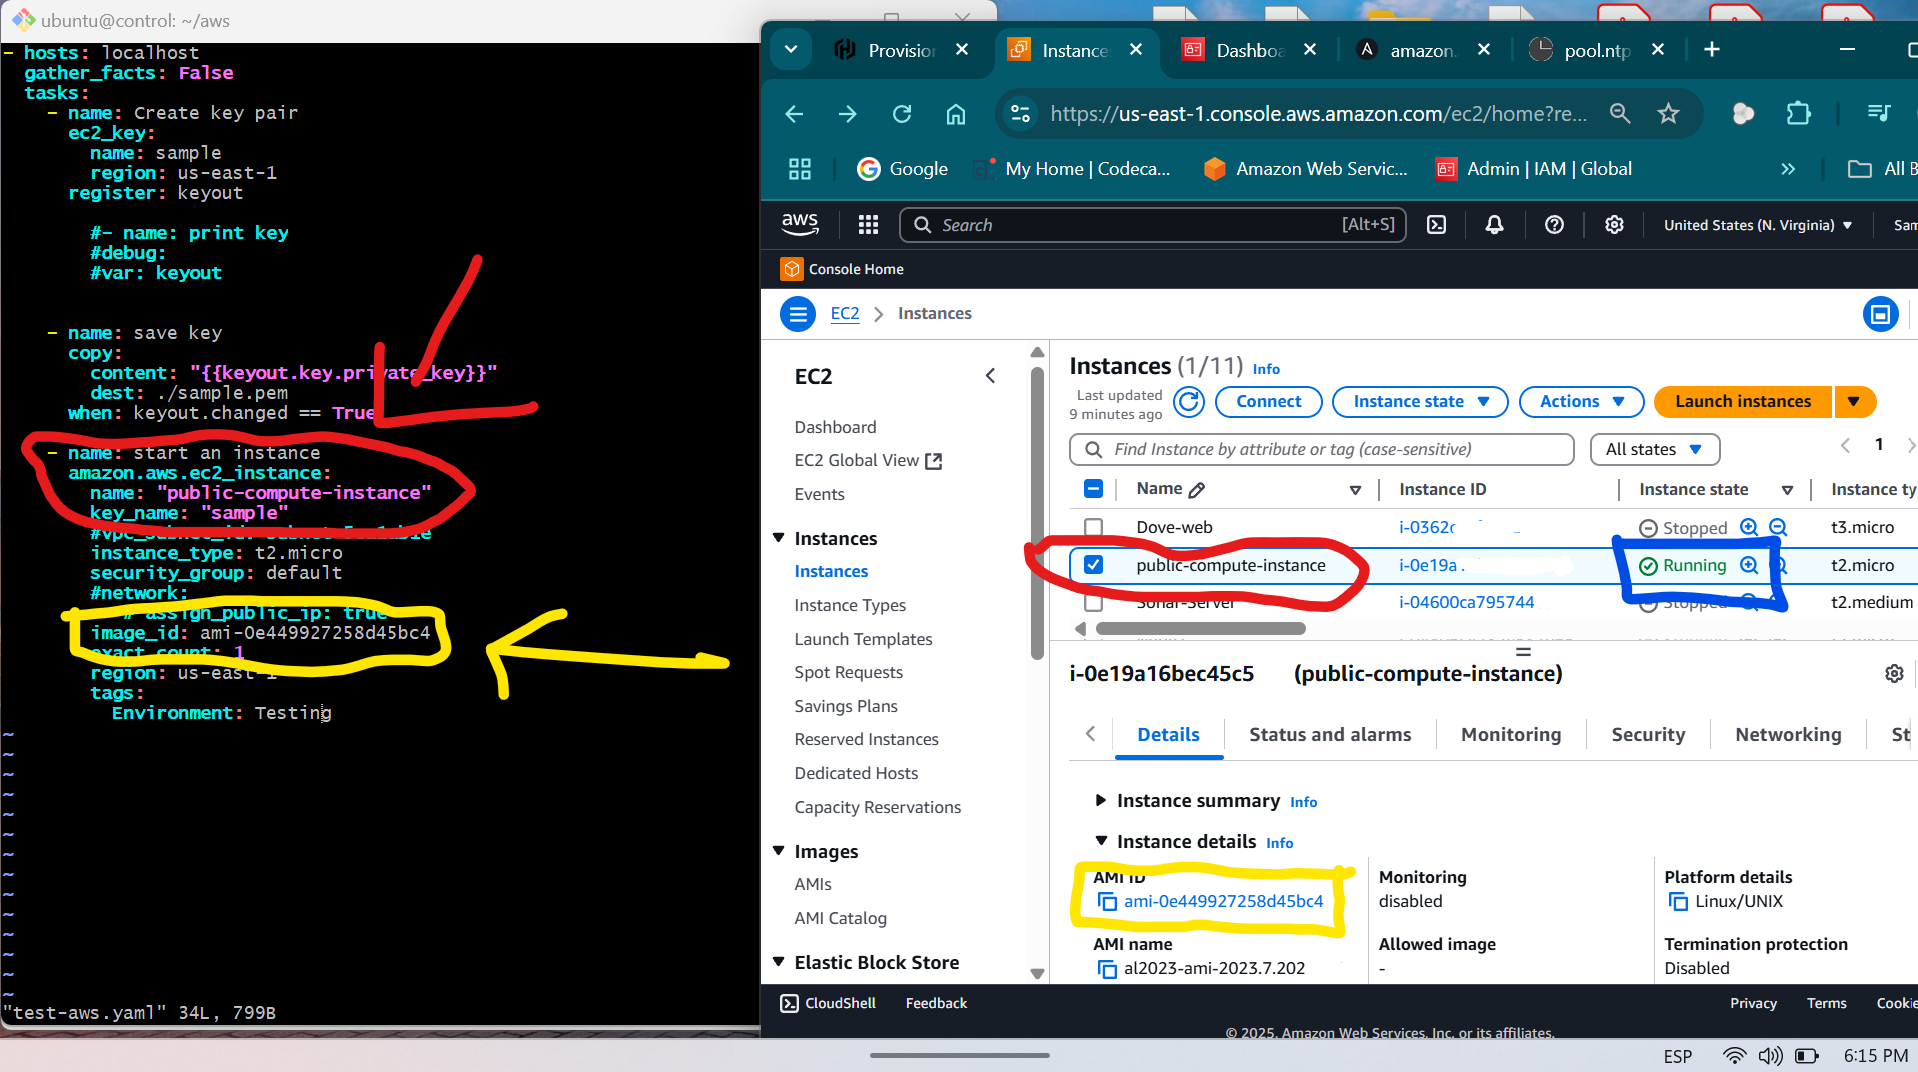 ubuntu@control: ~/aws
- hosts: localhost
gather_facts: False
tasks:
- name: Create key pair
ec2_key:
name: sample
region: us-east-1
register: keyout
#- name: print key
#debug:
#var: keyout
- name: save key
copy:
content: "{{keyout.key.private_key}}"
dest: ./sample.pem
when: keyout.changed == True
- name: start an instance
amazon.aws.ec2_instance:
name: "public-compute-instance"
key_name: "sample"
instance_type: t2.micro
security_group: default
#network:
# assign_public_ip: true
image_id: ami-0e449927258d45bc4
exact_count: 1
region: us-east-1
tags:
Environment: Testing
~
~
~
~
~
~
~
~
~
~
~
~
~
~
"test-aws.yaml" 34L, 799B
Provision
Instance
Dashboa
amazon.
pool.ntp
https://us-east-1.console.aws.amazon.com/ec2/home?re...
Google
My Home | Codeca...
Amazon Web Servic...
Admin | IAM | Global
»
All B
aws
Search
[Alt+S]
United States (N. Virginia)
Sam
Console Home
EC2
Instances
EC2
Dashboard
EC2 Global View
Events
Instances
Instances
Instance Types
Launch Templates
Spot Requests
Savings Plans
Reserved Instances
Dedicated Hosts
Capacity Reservations
Images
AMIs
AMI Catalog
Elastic Block Store
Instances (1/11) Info
Last updated
9 minutes ago
Connect
Instance state
Actions
Launch instances
Find Instance by attribute or tag (case-sensitive)
All states
1
Name
Instance ID
Instance state
Instance ty
Dove-web
i-0362c
Stopped
t3.micro
public-compute-instance
i-0e19a
Running
t2.micro
Sonar-Server
i-04600ca795744
Stopped
t2.medium
i-0e19a16bec45c5 (public-compute-instance)
Details
Status and alarms
Monitoring
Security
Networking
St
Instance summary Info
Instance details Info
AMI ID
ami-0e449927258d45bc4
Monitoring
disabled
Platform details
Linux/UNIX
AMI name
al2023-ami-2023.7.202
Allowed image
-
Termination protection
Disabled
CloudShell
Feedback
Privacy
Terms
Cookie
© 2025, Amazon Web Services, Inc. or its affiliates.
ESP
6:15 PM